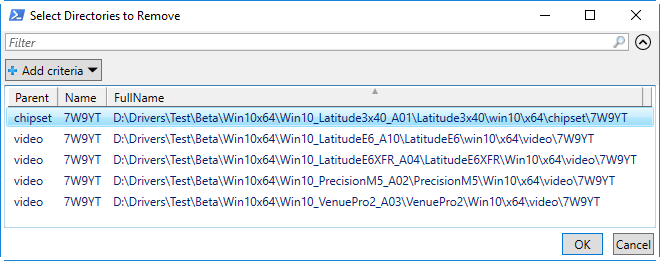 Select Directories to Remove
Filter
Add criteria
Parent Name FullName
chipset 7W9YT D:\Drivers\Test\Beta\Win10x64\Win10_Latitude3x40_A01\Latitude3x40\win10\x64\chipset\7W9YT
video 7W9YT D:\Drivers\Test\Beta\Win10x64\Win10_LatitudeE6_A10\LatitudeE6\win10\x64\video\7W9YT
video 7W9YT D:\Drivers\Test\Beta\Win10x64\Win10_LatitudeE6XFR_A04\LatitudeE6XFR\Win10\x64\video\7W9YT
video 7W9YT D:\Drivers\Test\Beta\Win10x64\Win10_PrecisionM5_A02\PrecisionM5\Win10\x64\video\7W9YT
video 7W9YT D:\Drivers\Test\Beta\Win10x64\Win10_VenuePro2_A03\VenuePro2\Win10\x64\video\7W9YT
OK Cancel